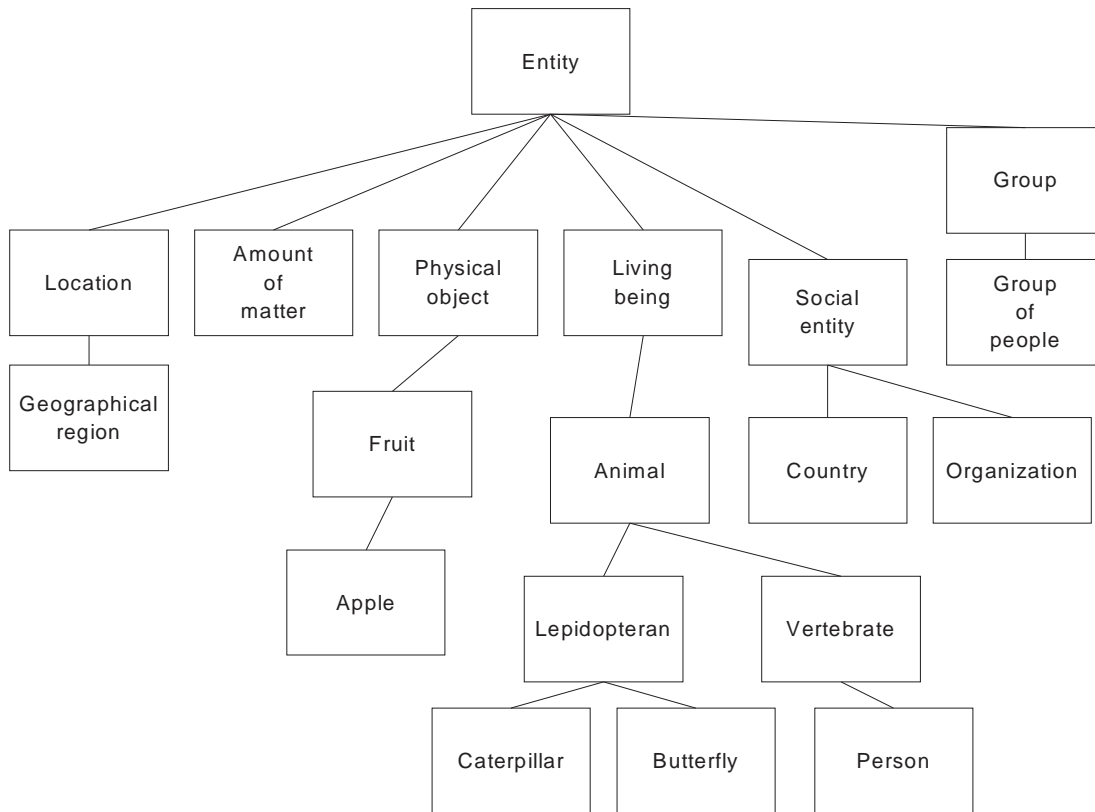 Entity
Group
Location
Amount
of
matter
Physical
object
Living
being
Social
entity
Group
of
people
Geographical
region
Fruit
Animal
Country
Organization
Apple
Lepidopteran
Vertebrate
Caterpillar
Butterfly
Person